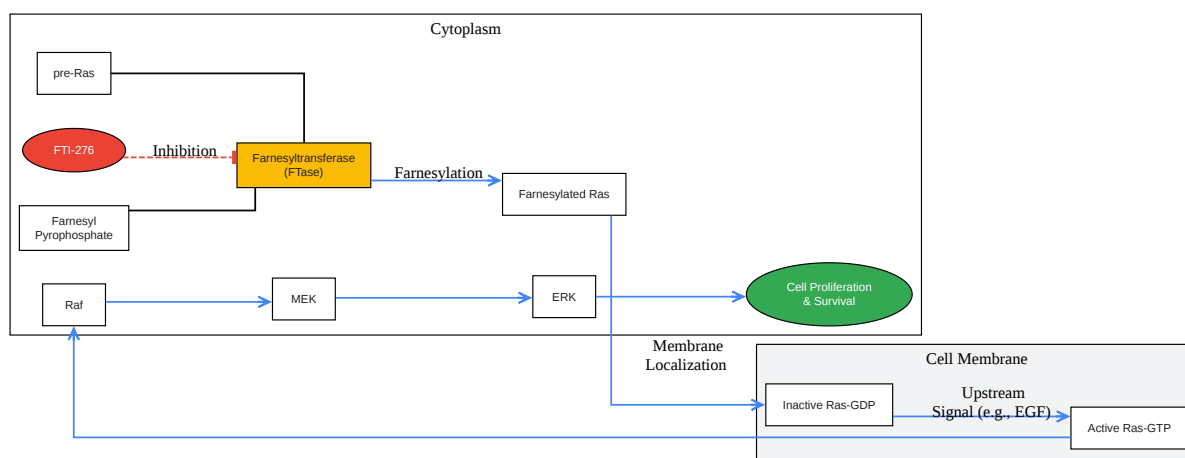 Cytoplasm
pre-Ras
FTI-276
Inhibition
Farnesyltransferase
(FTase)
Farnesylation
Farnesylated Ras
Farnesyl
Pyrophosphate
Raf
MEK
ERK
Cell Proliferation
& Survival
Membrane
Localization
Cell Membrane
Inactive Ras-GDP
Upstream
Signal (e.g., EGF)
Active Ras-GTP